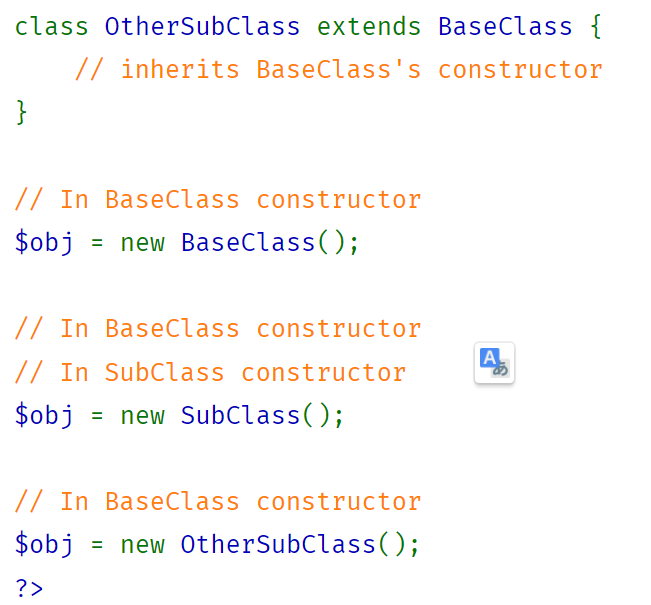 class OtherSubClass extends BaseClass {
    // inherits BaseClass's constructor
}
// In BaseClass constructor
$obj = new BaseClass();
// In BaseClass constructor
// In SubClass constructor
$obj = new SubClass();
A あ
// In BaseClass constructor
$obj = new OtherSubClass();
?>